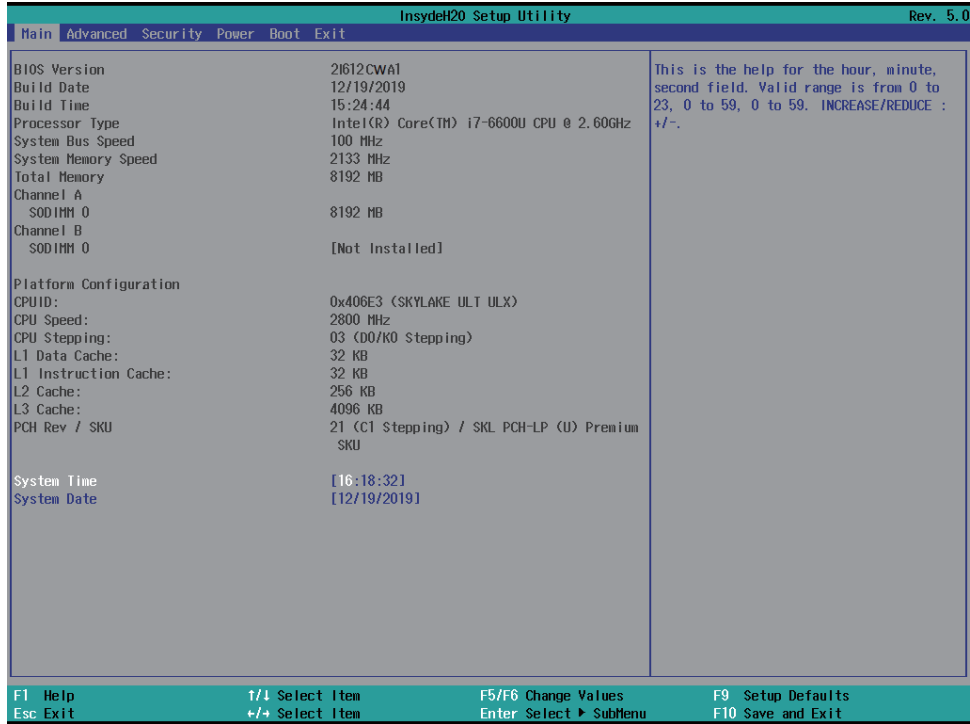 InsydeH20 Setup Utility Rev. 5.0
Main Advanced Security Power Boot Exit
BIOS Version 2I612CWA1
Build Date 12/19/2019
Build Time 15:24:44
Processor Type Intel(R) Core(TM) i7-6600U CPU @ 2.60GHz
System Bus Speed 100 MHz
System Memory Speed 2133 MHz
Total Memory 8192 MB
Channel A
SODIMM 0 8192 MB
Channel B
SODIMM 0 [Not Installed]
Platform Configuration
CPUID: 0x406E3 (SKYLAKE ULT ULX)
CPU Speed: 2800 MHz
CPU Stepping: 03 (D0/K0 Stepping)
L1 Data Cache: 32 KB
L1 Instruction Cache: 32 KB
L2 Cache: 256 KB
L3 Cache: 4096 KB
PCH Rev / SKU 21 (C1 Stepping) / SKL PCH-LP (U) Premium
SKU
System Time [16:18:32]
System Date [12/19/2019]
This is the help for the hour, minute,
second field. Valid range is from 0 to
23, 0 to 59, 0 to 59. INCREASE/REDUCE :
+/-.
F1 Help ↑/↓ Select Item F5/F6 Change Values F9 Setup Defaults
Esc Exit ←/→ Select Item Enter Select ▶ SubMenu F10 Save and Exit